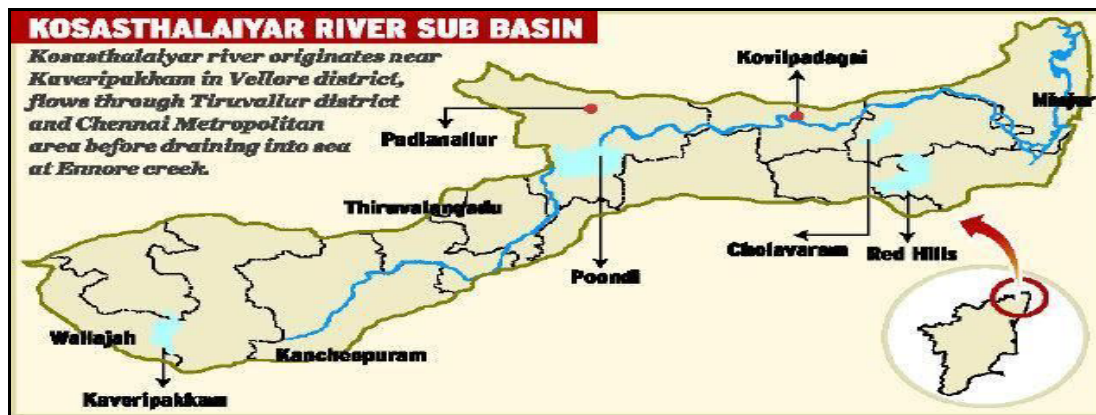 KOSASTHALAIYAR RIVER SUB BASIN
Kosasthalaiyar river originates near
Kaveripakham in Vellore district,
flows through Tiruvallur district
and Chennai Metropolitan
area before draining into sea
at Ennore creek.
Kovilpadagai
Minjur
Padianallur
Thiruvalangadu
Poondi
Cholavaram
Red Hills
Wallajah
Kancheepuram
Kaveripakkam